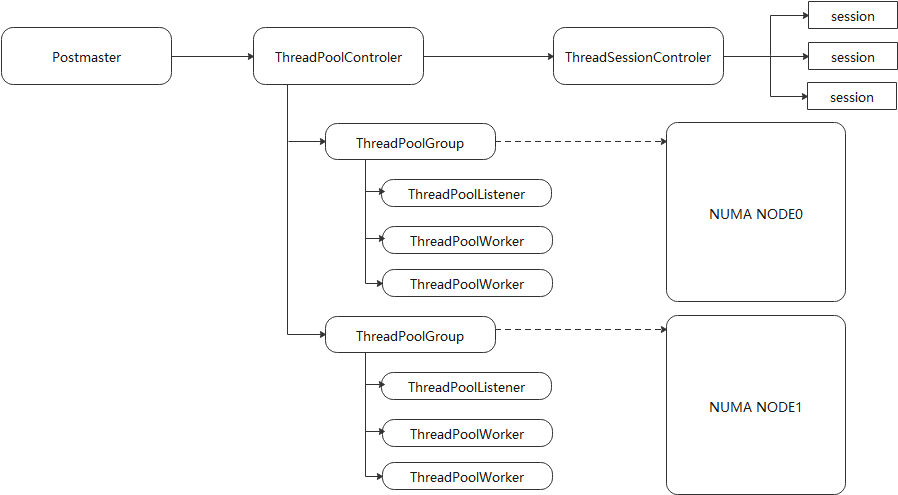 Postmaster
ThreadPoolControler
ThreadSessionControler
session
session
session
ThreadPoolGroup
ThreadPoolListener
ThreadPoolWorker
ThreadPoolWorker
NUMA NODE0
ThreadPoolGroup
ThreadPoolListener
ThreadPoolWorker
ThreadPoolWorker
NUMA NODE1